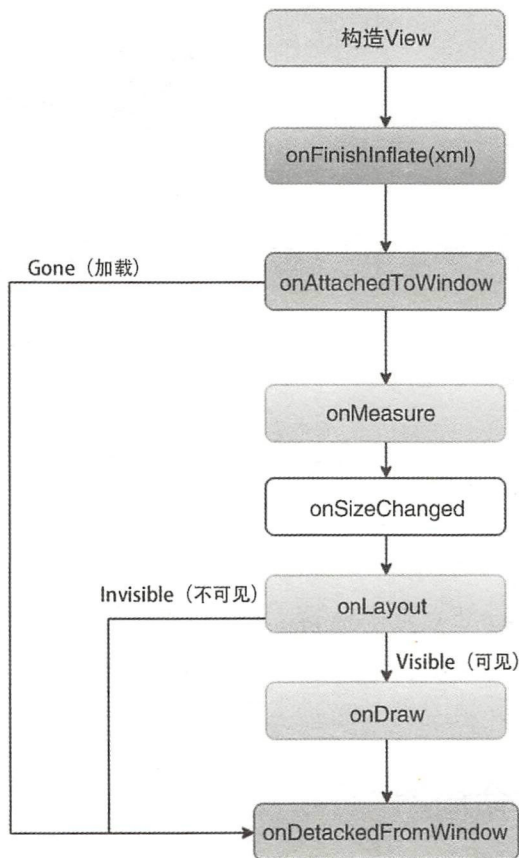 构造View
onFinishInflate(xml)
Gone（加载）
onAttachedToWindow
onMeasure
onSizeChanged
Invisible（不可见）
onLayout
Visible（可见）
onDraw
onDetackedFromWindow